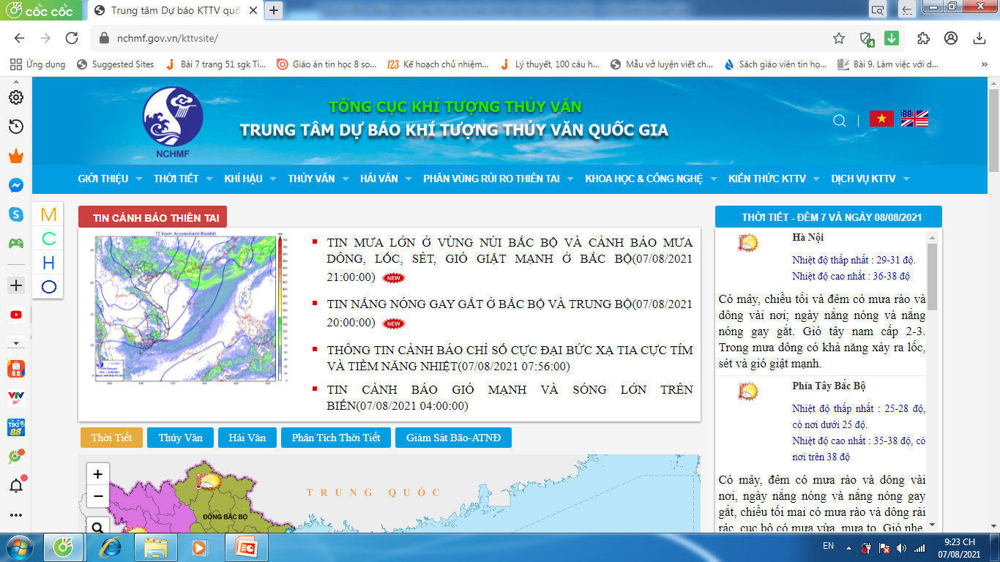 cốc cốc
Trung tâm Dự báo KTTV quố
nchmf.gov.vn/kttvsite/
4
Ứng dụng
Suggested Sites
Bài 7 trang 51 sgk Ti...
Giáo án tin học 8 so...
123 Kế hoạch chủ nhiệm...
Lý thuyết, 100 câu h...
Mẫu vở luyện viết ch...
Sách giáo viên tin họ...
Bài 9. Làm việc với d...
TỔNG CỤC KHÍ TƯỢNG THỦY VĂN
TRUNG TÂM DỰ BÁO KHÍ TƯỢNG THỦY VĂN QUỐC GIA
NCHMF
GIỚI THIỆU
THỜI TIẾT
KHÍ HẬU
THỦY VĂN
HẢI VĂN
PHÂN VÙNG RỦI RO THIÊN TAI
KHOA HỌC & CÔNG NGHỆ
KIẾN THỨC KTTV
DỊCH VỤ KTTV
M
C
H
O
TIN CẢNH BÁO THIÊN TAI
72 hours Accumulated Rainfall
TIN MƯA LỚN Ở VÙNG NÚI BẮC BỘ VÀ CẢNH BÁO MƯA
DÔNG, LỐC, SÉT, GIÓ GIẬT MẠNH Ở BẮC BỘ(07/08/2021
21:00:00) NEW
TIN NẮNG NÓNG GAY GẮT Ở BẮC BỘ VÀ TRUNG BỘ(07/08/2021
20:00:00) NEW
THÔNG TIN CẢNH BÁO CHỈ SỐ CỰC ĐẠI BỨC XẠ TIA CỰC TÍM
VÀ TIỀM NĂNG NHIỆT(07/08/2021 07:56:00)
TIN CẢNH BÁO GIÓ MẠNH VÀ SÓNG LỚN TRÊN
BIỂN(07/08/2021 04:00:00)
THỜI TIẾT - ĐÊM 7 VÀ NGÀY 08/08/2021
Hà Nội
Nhiệt độ thấp nhất : 29-31 độ.
Nhiệt độ cao nhất : 36-38 độ
Có mây, chiều tối và đêm có mưa rào và
dông vài nơi; ngày nắng nóng và nắng
nóng gay gắt. Gió tây nam cấp 2-3.
Trong mưa dông có khả năng xảy ra lốc,
sét và gió giật mạnh.
Phía Tây Bắc Bộ
Nhiệt độ thấp nhất : 25-28 độ,
có nơi dưới 25 độ.
Nhiệt độ cao nhất : 35-38 độ, có
nơi trên 38 độ
Có mây, đêm có mưa rào và dông vài
nơi, ngày nắng nóng và nắng nóng gay
gắt, chiều tối mai có mưa rào và dông rải
rác, cục bộ có mưa vừa, mưa to. Gió nhẹ.
Thời Tiết
Thủy Văn
Hải Văn
Phân Tích Thời Tiết
Giám Sát Bão-ATNĐ
+
−
TRUNG QUỐC
ĐÔNG BẮC BỘ
8.8
VTV
go
TIKI
88
EN
9:23 CH
07/08/2021